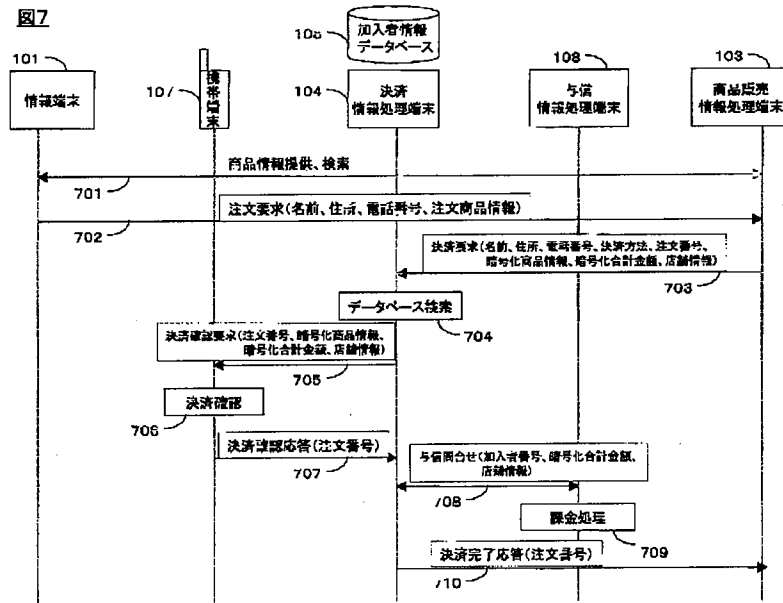 図7
加入者情報
データベース
101
107
104
108
103
情報端末
携帯
端末
決済
情報処理端末
与信
情報処理端末
商品販売
情報処理端末
商品情報提供、検索
701
注文要求(名前、住所、電話番号、注文商品情報)
702
決済要求(名前、住所、電話番号、決済方法、注文番号、
暗号化商品情報、暗号化合計金額、店舗情報)
703
データベース検索
704
決済確認要求(注文番号、暗号化商品情報、
暗号化合計金額、店舗情報)
705
決済確認
706
決済確認応答(注文番号)
707
与信問合せ(加入者番号、暗号化合計金額、
店舗情報)
708
課金処理
709
決済完了応答(注文番号)
710